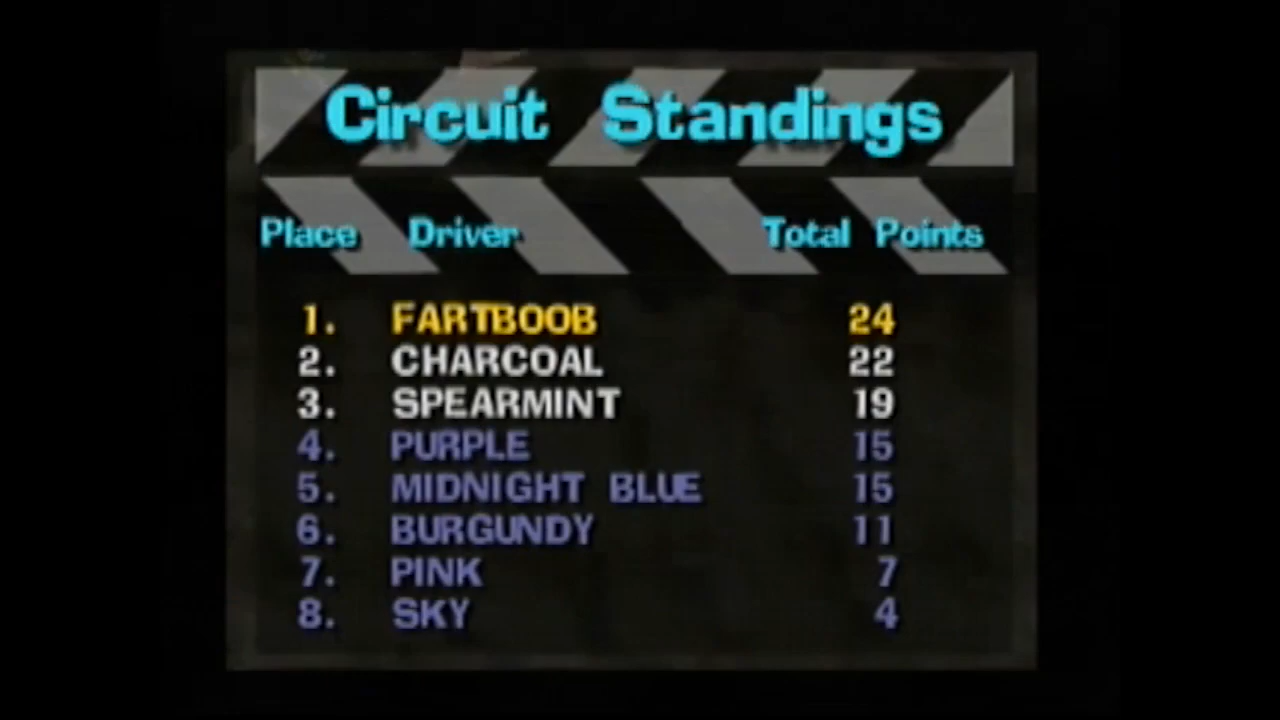 Circuit Standings
Place Driver Total Points
1. FARTBOOB 24
2. CHARCOAL 22
3. SPEARMINT 19
4. PURPLE 15
5. MIDNIGHT BLUE 15
6. BURGUNDY 11
7. PINK 7
8. SKY 4